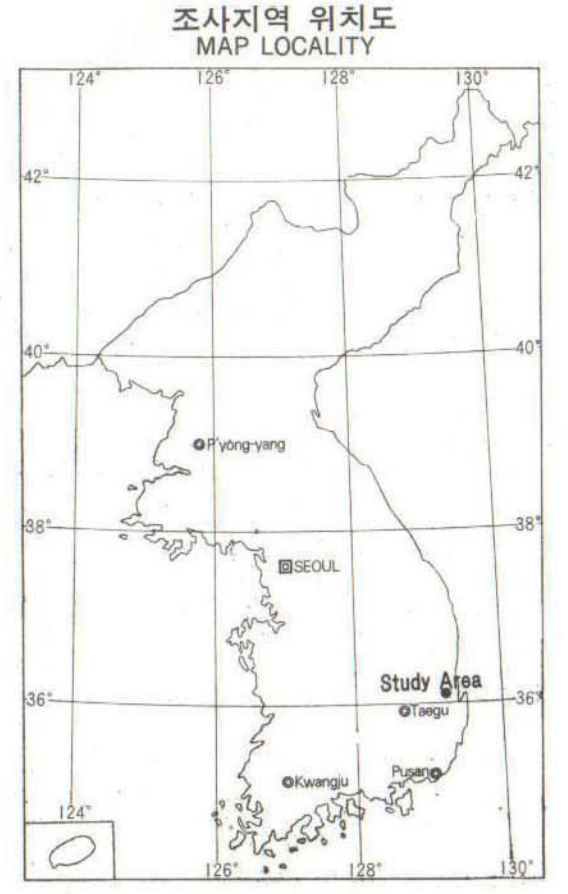 조사지역 위치도
MAP LOCALITY
124° 126° 128° 130°
42° 42°
40° 40°
P'yŏng-yang
38° 38°
SEOUL
Study Area
36° 36°
Taegu
Pusan
Kwangju
124°
126° 128° 130°